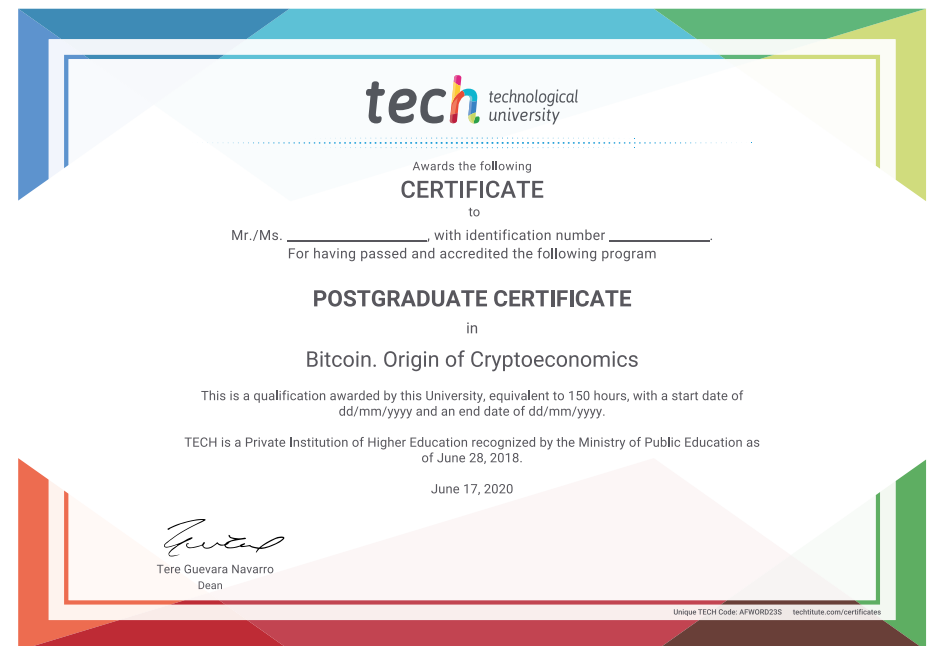 tech technological
university
Awards the following
CERTIFICATE
to
Mr./Ms. ____________________, with identification number ______________.
For having passed and accredited the following program
POSTGRADUATE CERTIFICATE
in
Bitcoin. Origin of Cryptoeconomics
This is a qualification awarded by this University, equivalent to 150 hours, with a start date of
dd/mm/yyyy and an end date of dd/mm/yyyy.
TECH is a Private Institution of Higher Education recognized by the Ministry of Public Education as
of June 28, 2018.
June 17, 2020
Tere Guevara Navarro
Dean
Unique TECH Code: AFWORD23S techtitute.com/certificates